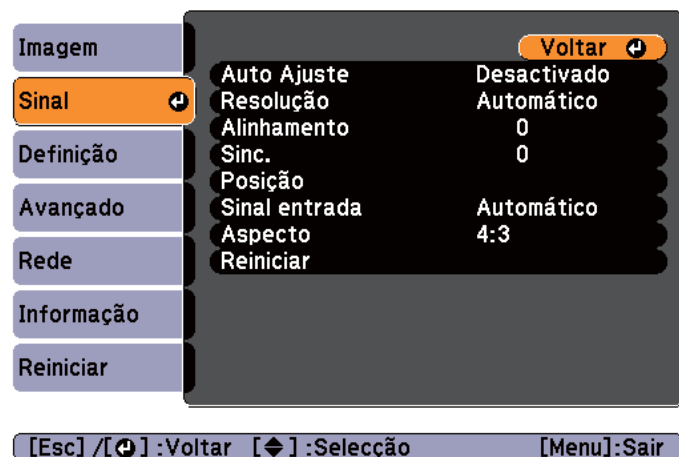 Imagem
Sinal
Definição
Avançado
Rede
Informação
Reiniciar
Voltar
Auto Ajuste Desactivado
Resolução Automático
Alinhamento 0
Sinc. 0
Posição
Sinal entrada Automático
Aspecto 4:3
Reiniciar
[Esc] /[ ] :Voltar [ ] :Selecção [Menu]:Sair